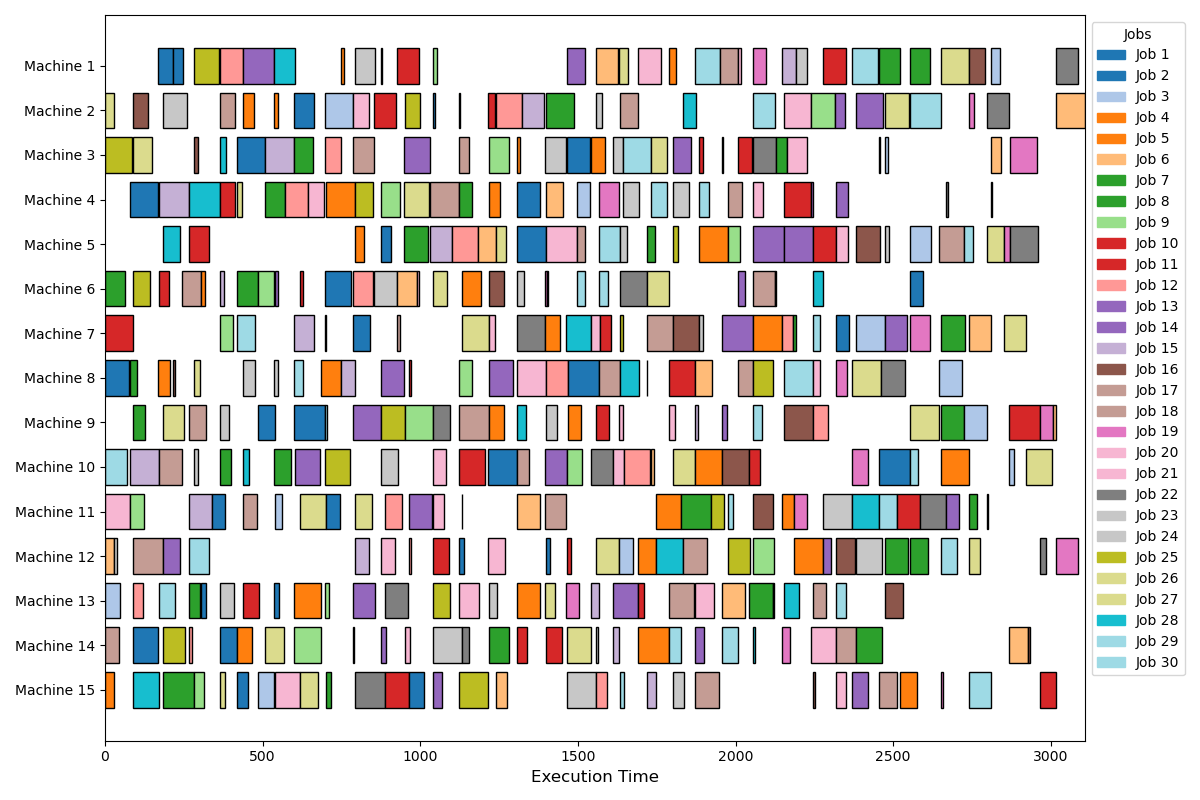 Machine 1
Machine 2
Machine 3
Machine 4
Machine 5
Machine 6
Machine 7
Machine 8
Machine 9
Machine 10
Machine 11
Machine 12
Machine 13
Machine 14
Machine 15
0 500 1000 1500 2000 2500 3000
Execution Time
Jobs
Job 1
Job 2
Job 3
Job 4
Job 5
Job 6
Job 7
Job 8
Job 9
Job 10
Job 11
Job 12
Job 13
Job 14
Job 15
Job 16
Job 17
Job 18
Job 19
Job 20
Job 21
Job 22
Job 23
Job 24
Job 25
Job 26
Job 27
Job 28
Job 29
Job 30